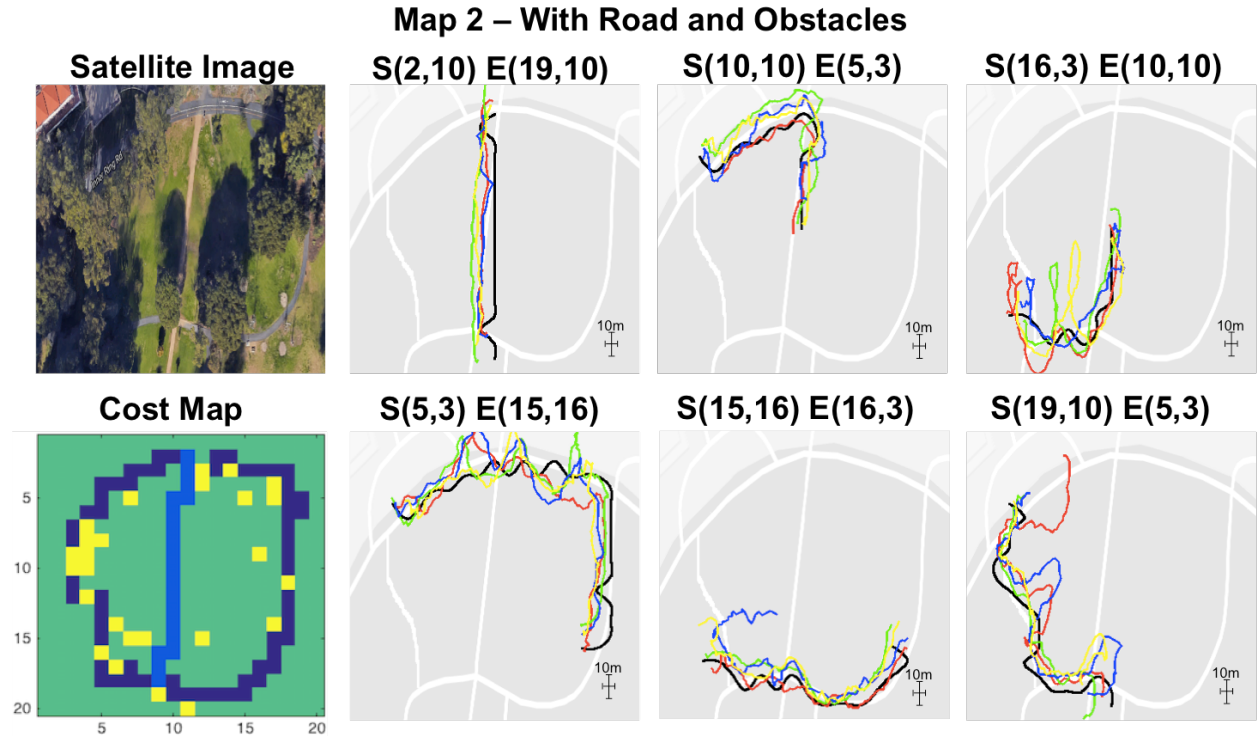 Map 2 – With Road and Obstacles
Satellite Image
S(2,10) E(19,10)
S(10,10) E(5,3)
S(16,3) E(10,10)
10m
10m
10m
Cost Map
S(5,3) E(15,16)
S(15,16) E(16,3)
S(19,10) E(5,3)
5
10
15
20
5
10
15
20
10m
10m
10m